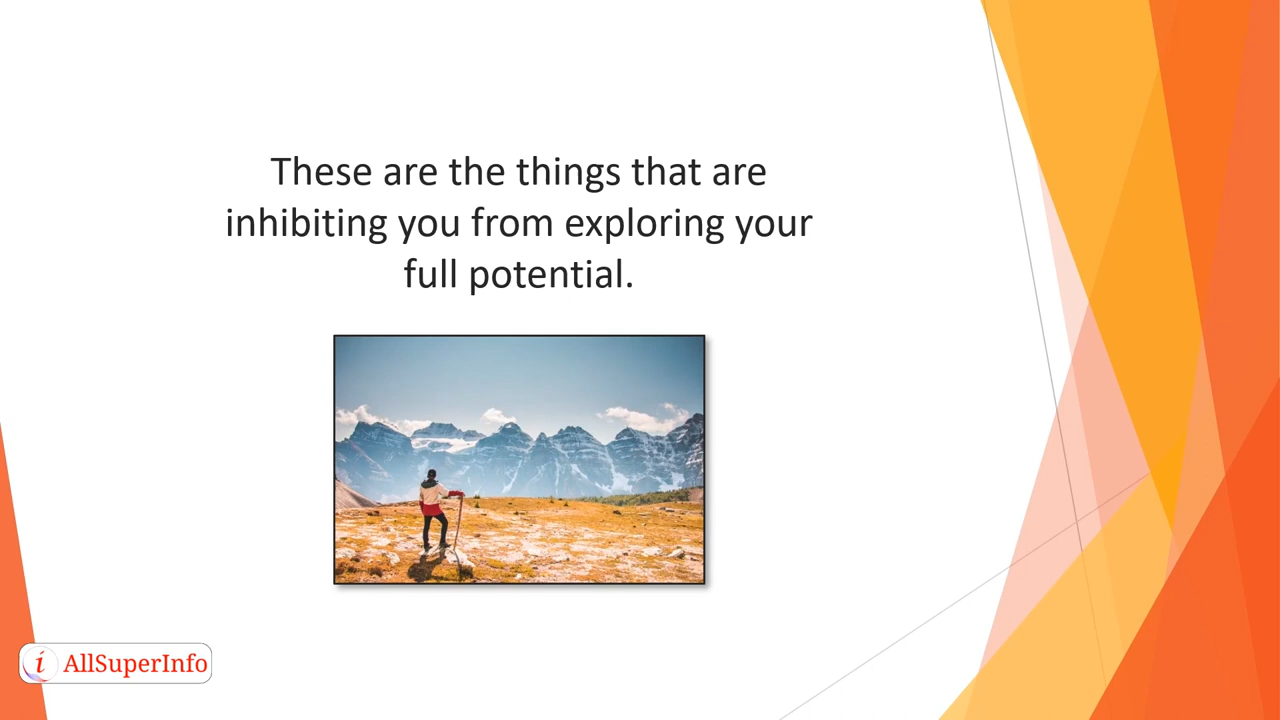 These are the things that are
inhibiting you from exploring your
full potential.
i AllSuperInfo